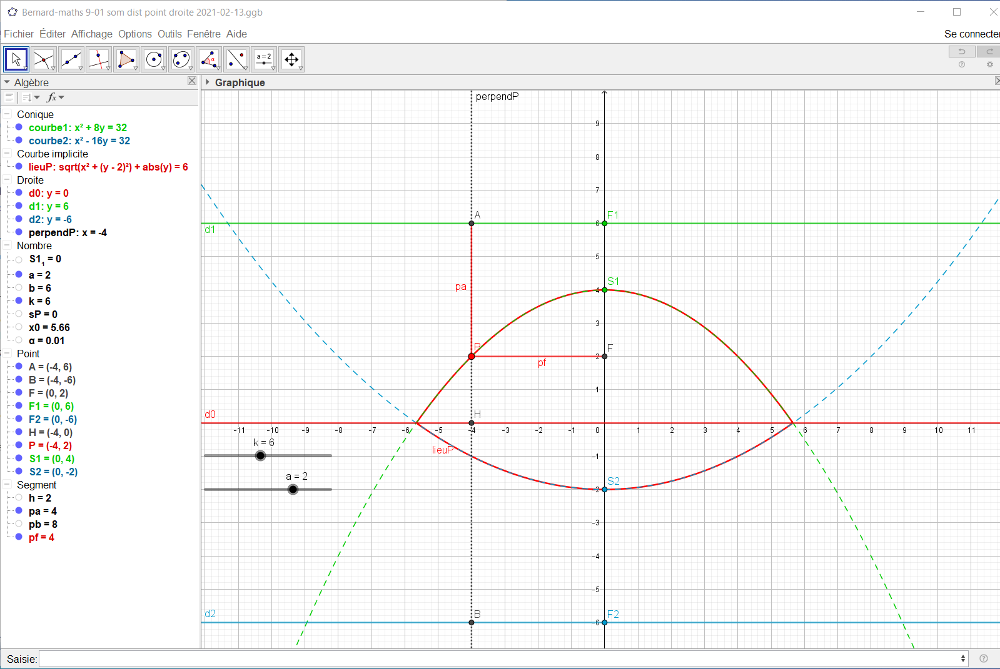 Bernard-maths 9-01 som dist point droite 2021-02-13.ggb
Fichier Éditer Affichage Options Outils Fenêtre Aide
Se connecter
a = 2
Algèbre
Graphique
Conique
courbe1: x² + 8y = 32
courbe2: x² - 16y = 32
Courbe implicite
lieuP: sqrt(x² + (y - 2)²) + abs(y) = 6
Droite
d0: y = 0
d1: y = 6
d2: y = -6
perpendP: x = -4
Nombre
S1₁ = 0
a = 2
b = 6
k = 6
sP = 0
x0 = 5.66
α = 0.01
Point
A = (-4, 6)
B = (-4, -6)
F = (0, 2)
F1 = (0, 6)
F2 = (0, -6)
H = (-4, 0)
P = (-4, 2)
S1 = (0, 4)
S2 = (0, -2)
Segment
h = 2
pa = 4
pb = 8
pf = 4
perpendP
9
8
7
A F1
6
d1
5
S1
pa
4
3
P F
2
pf
1
d0 H
-11 -10 -9 -8 -7 -6 -5 -4 -3 -2 -1 0 1 2 3 4 5 6 7 8 9 10 11
k = 6
lieuP
-1
a = 2
S2
-2
-3
-4
-5
d2 B F2
-6
Saisie: